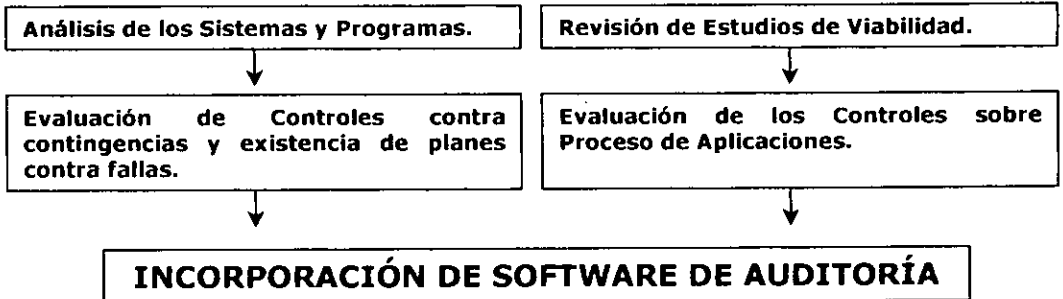 Análisis de los Sistemas y Programas.
Revisión de Estudios de Viabilidad.
Evaluación de Controles contra
contingencias y existencia de planes
contra fallas.
Evaluación de los Controles sobre
Proceso de Aplicaciones.
INCORPORACIÓN DE SOFTWARE DE AUDITORÍA